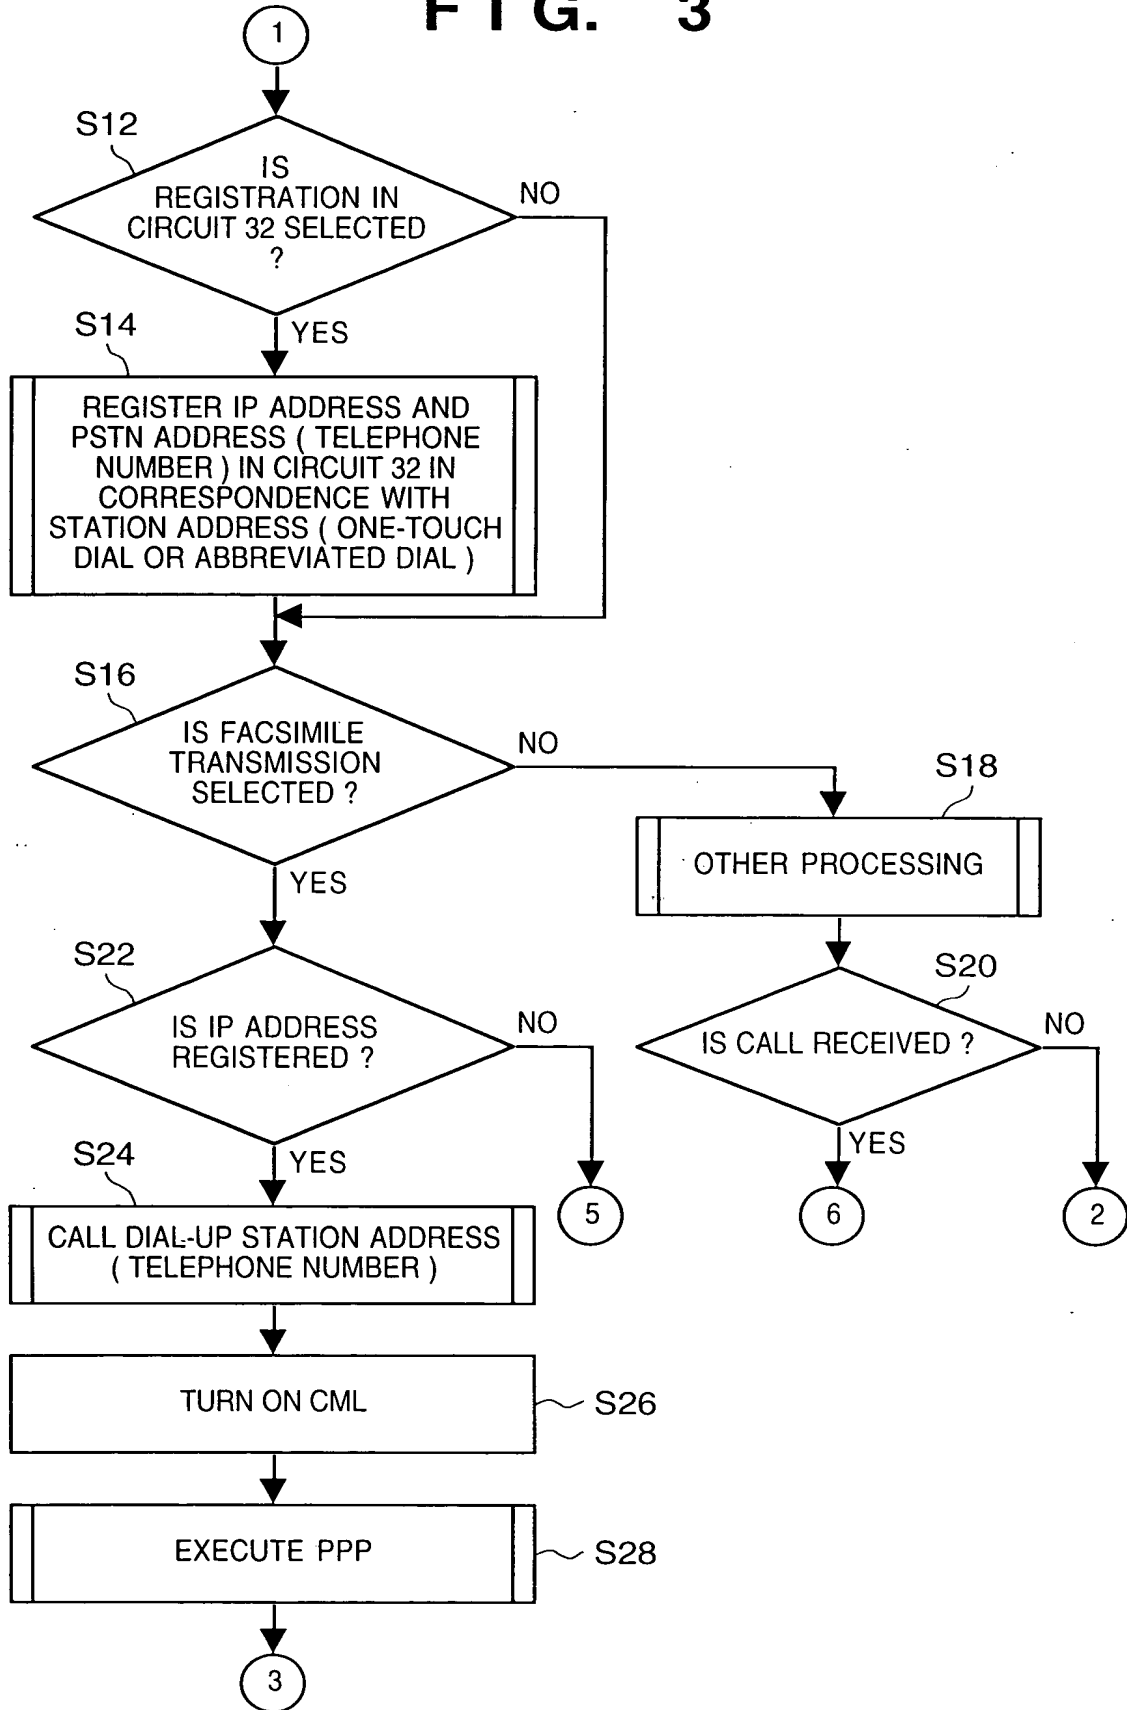 FIG. 3
1
S12
IS
REGISTRATION IN
CIRCUIT 32 SELECTED
?
NO
YES
S14
REGISTER IP ADDRESS AND
PSTN ADDRESS ( TELEPHONE
NUMBER ) IN CIRCUIT 32 IN
CORRESPONDENCE WITH
STATION ADDRESS ( ONE-TOUCH
DIAL OR ABBREVIATED DIAL )
S16
IS FACSIMILE
TRANSMISSION
SELECTED ?
NO
YES
S18
OTHER PROCESSING
S20
IS CALL RECEIVED ?
NO
YES
6
2
S22
IS IP ADDRESS
REGISTERED ?
NO
YES
5
S24
CALL DIAL-UP STATION ADDRESS
( TELEPHONE NUMBER )
TURN ON CML
S26
EXECUTE PPP
S28
3